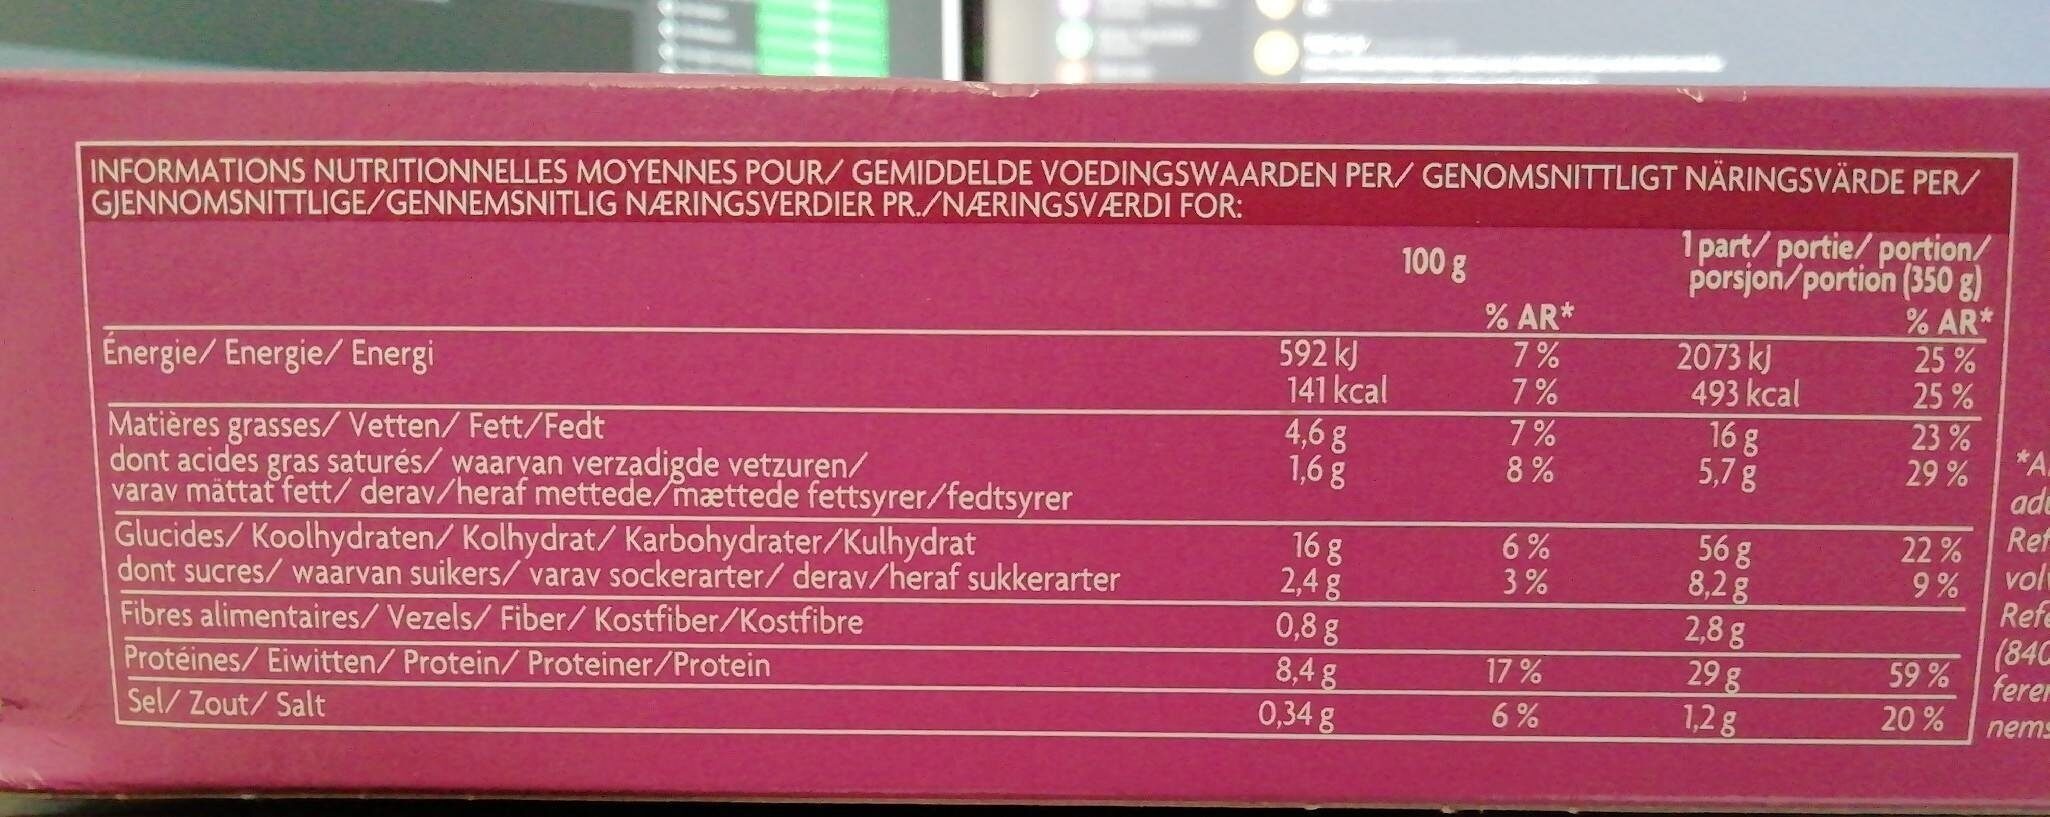 INFORMATIONS NUTRITIONNELLES MOYENNES POUR/ GEMIDDELDE VOEDINGSWAARDEN PER/ GENOMSNITTLIGT NÄRINGSVÄRDE PER/
GJENNOMSNITTLIGE/GENNEMSNITLIG NÆRINGSVERDIER PR./NÆRINGSVÆRDI FOR:
100 g
1 part/ portie/ portion/
porsjon/portion (350 g)
% AR* % AR*
Énergie/ Energie/ Energi 592 kJ 7 % 2073 kJ 25 %
141 kcal 7 % 493 kcal 25 %
Matières grasses/ Vetten/ Fett/Fedt 4,6 g 7 % 16 g 23 %
dont acides gras saturés/ waarvan verzadigde vetzuren/ 1,6 g 8 % 5,7 g 29 %
varav mättat fett/ derav/heraf mettede/mættede fettsyrer/fedtsyrer
Glucides/ Koolhydraten/ Kolhydrat/ Karbohydrater/Kulhydrat 16 g 6 % 56 g 22 %
dont sucres/ waarvan suikers/ varav sockerarter/ derav/heraf sukkerarter 2,4 g 3 % 8,2 g 9 %
Fibres alimentaires/ Vezels/ Fiber/ Kostfiber/Kostfibre 0,8 g 2,8 g
Protéines/ Eiwitten/ Protein/ Proteiner/Protein 8,4 g 17 % 29 g 59 %
Sel/ Zout/ Salt 0,34 g 6 % 1,2 g 20 %